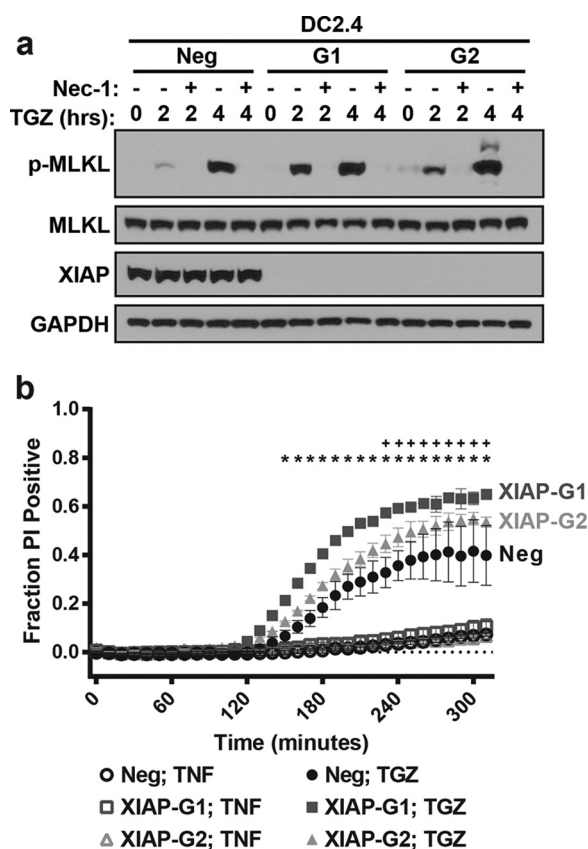 a
DC2.4
Neg G1 G2
Nec-1: - - + - + - - + - + - - + - +
TGZ (hrs): 0 2 2 4 4 0 2 2 4 4 0 2 2 4 4
p-MLKL
MLKL
XIAP
GAPDH
b
1.0
+++++++++
0.8
*****************
XIAP-G1
0.6
XIAP-G2
Neg
0.4
0.2
0.0
Fraction PI Positive
0 60 120 180 240 300
Time (minutes)
Neg; TNF Neg; TGZ
XIAP-G1; TNF XIAP-G1; TGZ
XIAP-G2; TNF XIAP-G2; TGZ